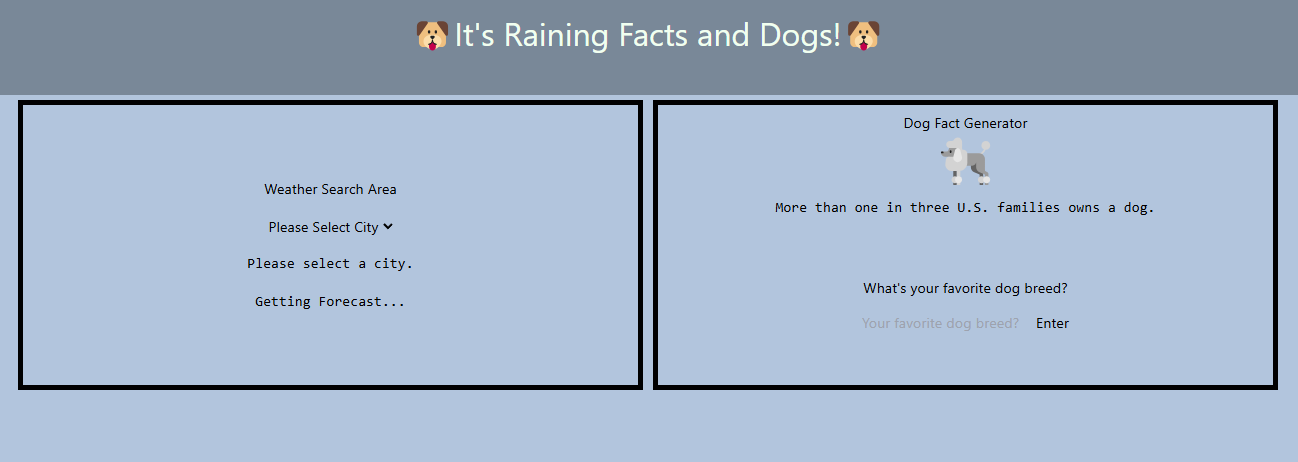 It's Raining Facts and Dogs!
Weather Search Area
Please Select City
Please select a city.
Getting Forecast...
Dog Fact Generator
More than one in three U.S. families owns a dog.
What's your favorite dog breed?
Your favorite dog breed? Enter